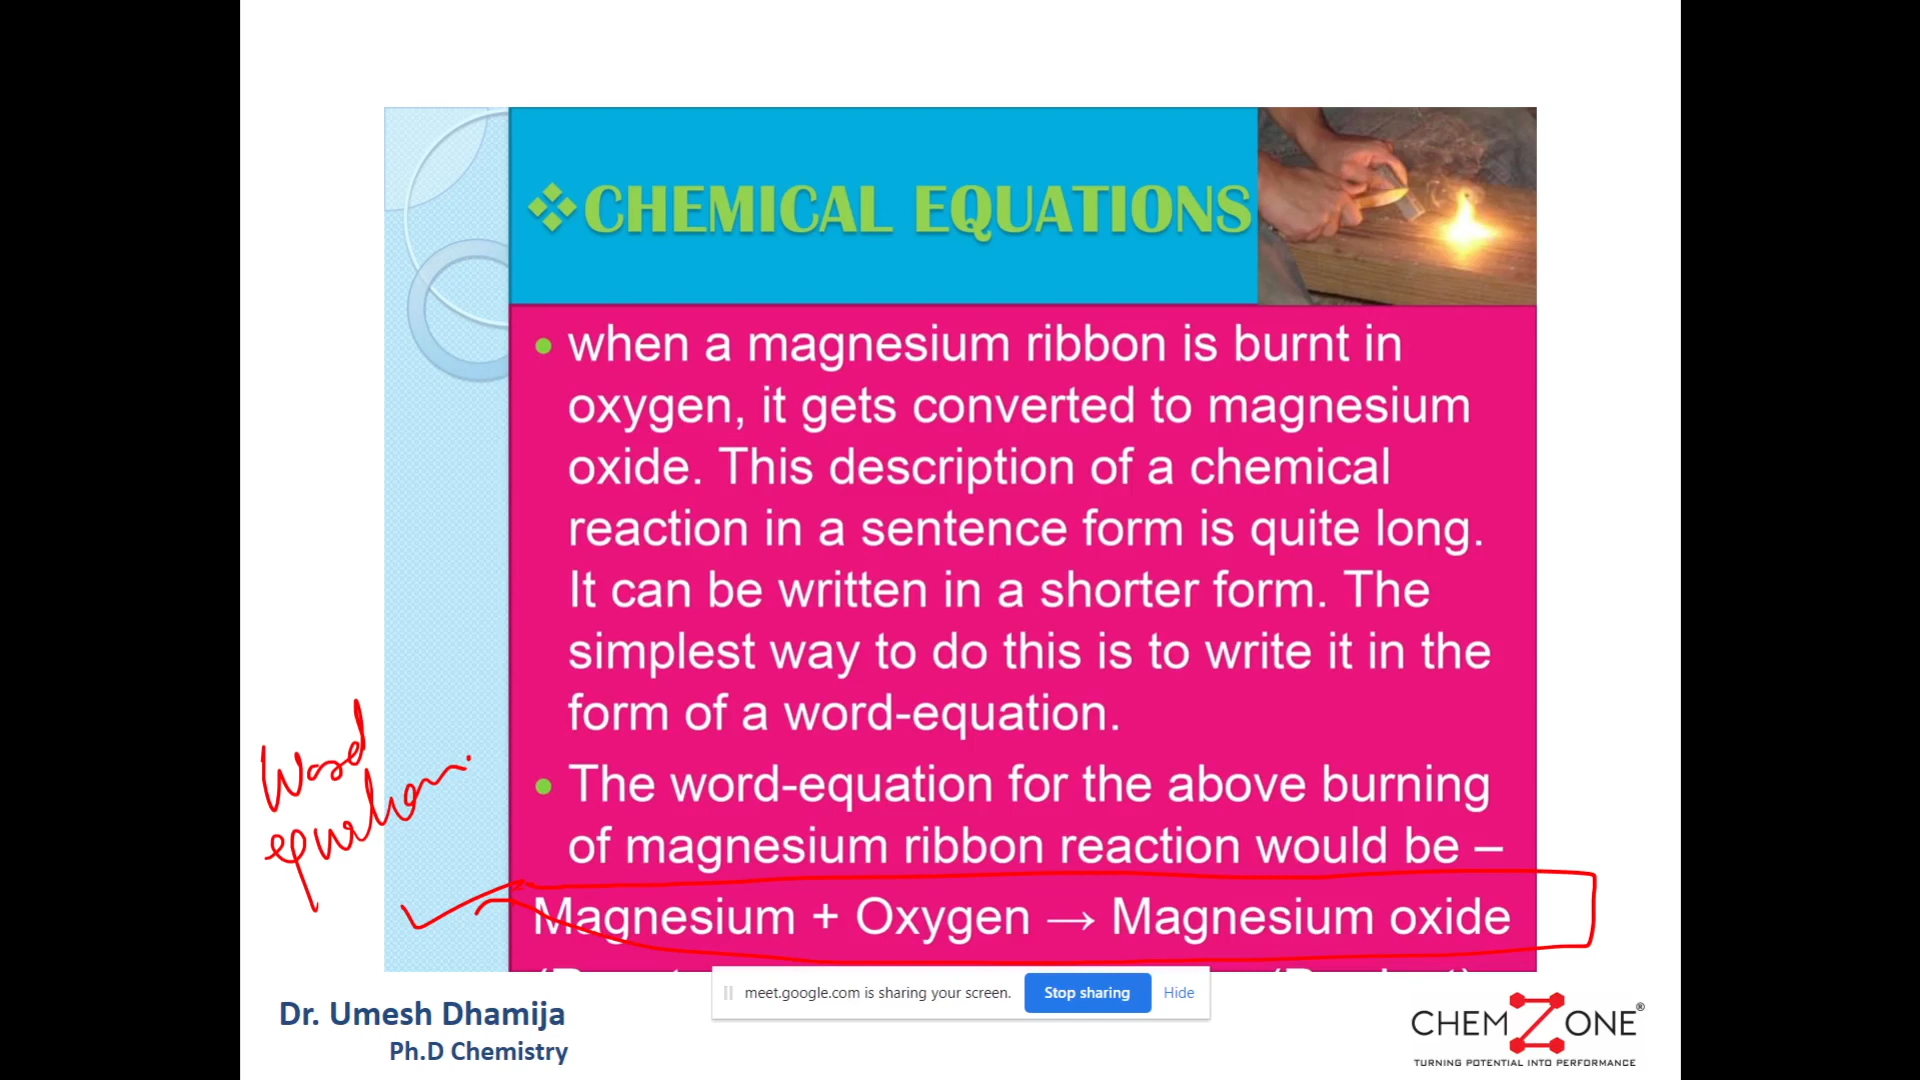 ❖CHEMICAL EQUATIONS
• when a magnesium ribbon is burnt in
oxygen, it gets converted to magnesium
oxide. This description of a chemical
reaction in a sentence form is quite long.
It can be written in a shorter form. The
simplest way to do this is to write it in the
form of a word-equation.
• The word-equation for the above burning
of magnesium ribbon reaction would be –
Magnesium + Oxygen → Magnesium oxide
Word
equation.
meet.google.com is sharing your screen.
Stop sharing
Hide
Dr. Umesh Dhamija
Ph.D Chemistry
CHEMZONE®
TURNING POTENTIAL INTO PERFORMANCE